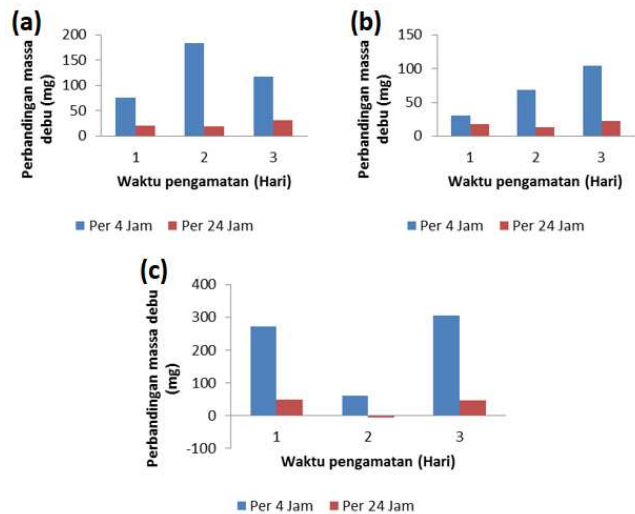 (a)
Perbandingan massa
debu (mg)
200
150
100
50
0
1 2 3
Waktu pengamatan (Hari)
Per 4 Jam Per 24 Jam
(b)
Perbandingan massa
debu (mg)
150
100
50
0
1 2 3
Waktu pengamatan (Hari)
Per 4 Jam Per 24 Jam
(c)
Perbandingan massa debu
(mg)
400
300
200
100
0
-100
1 2 3
Waktu pengamatan (Hari)
Per 4 Jam Per 24 Jam